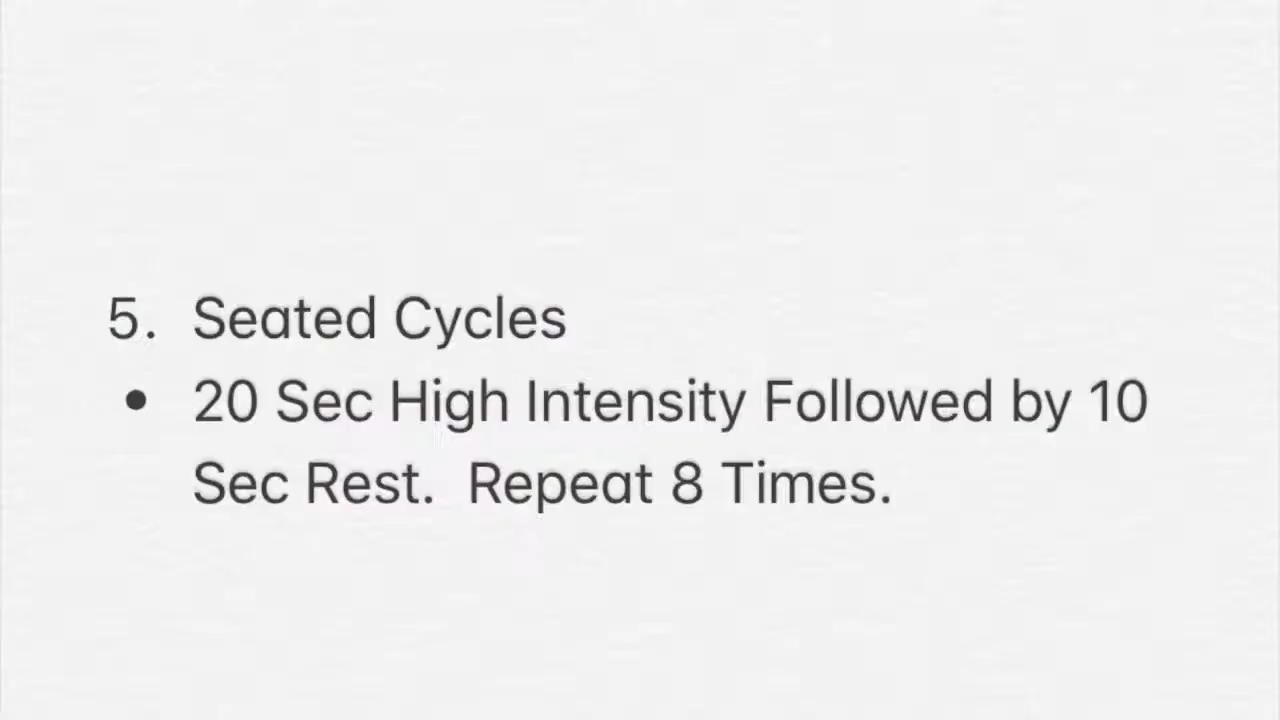 5. Seated Cycles
• 20 Sec High Intensity Followed by 10
Sec Rest. Repeat 8 Times.